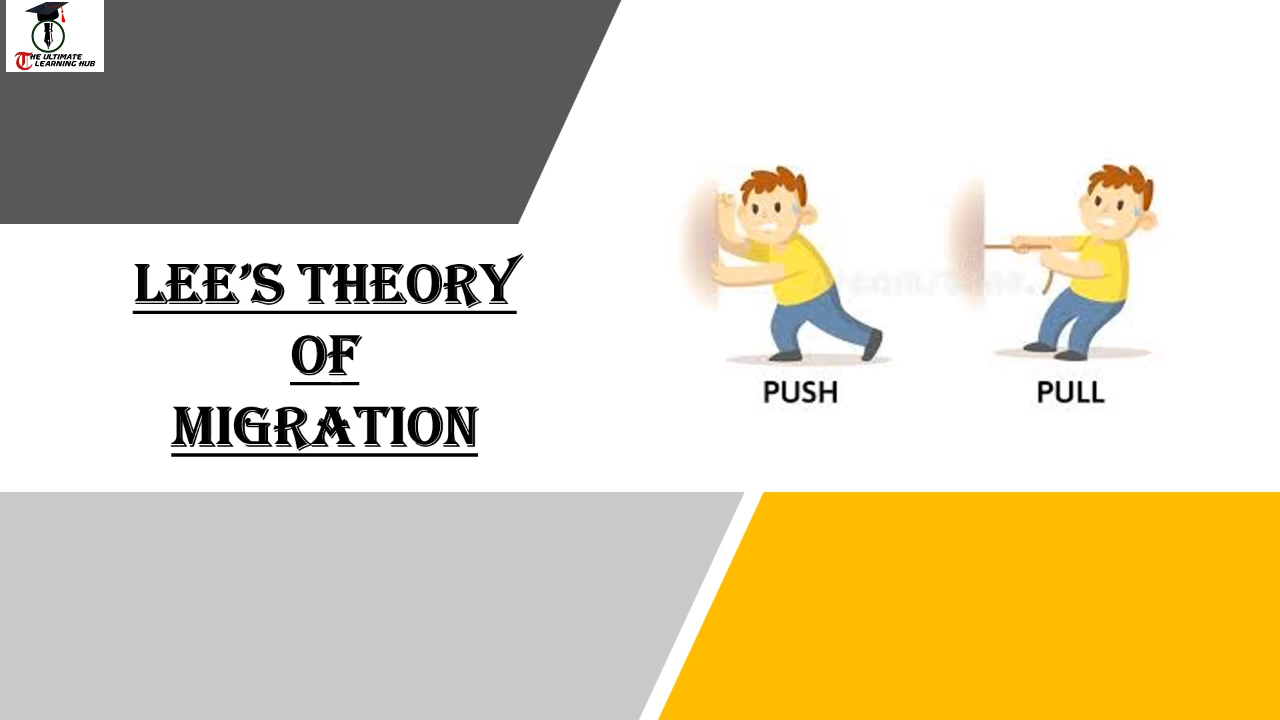 THE ULTIMATE
LEARNING HUB
LEE’S THEORY
OF
MIGRATION
PUSH
PULL